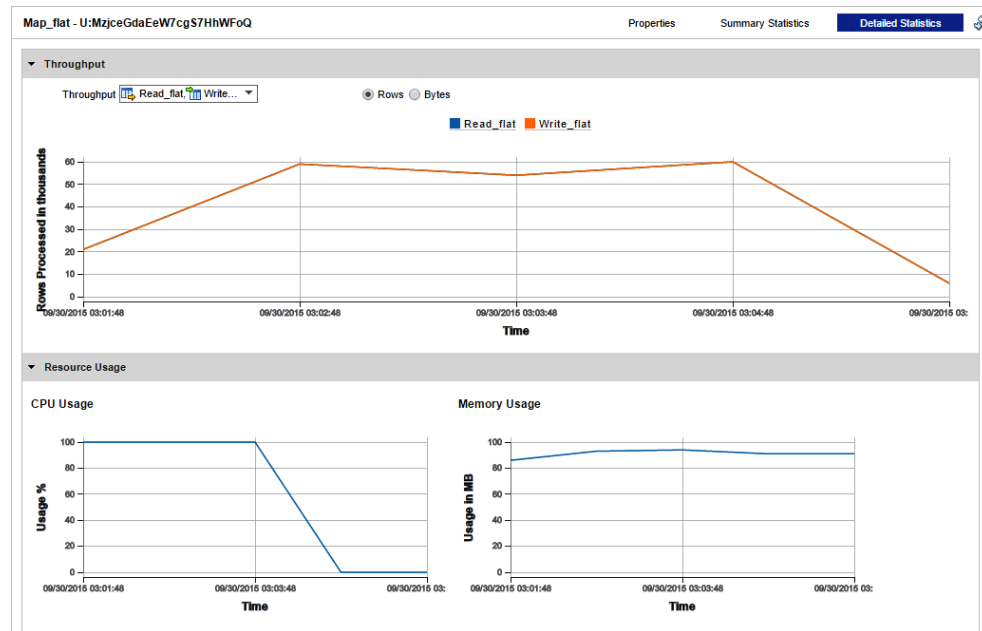 Map_flat - U:MzjceGdaEeW7cgS7HhWFoQ Properties Summary Statistics Detailed Statistics
Throughput
Throughput Read_flat, Write... Rows Bytes
Read_flat Write_flat
Rows Processed in thousands
60
50
40
30
20
10
0
09/30/2015 03:01:48 09/30/2015 03:02:48 09/30/2015 03:03:48 09/30/2015 03:04:48 09/30/2015 03:
Time
Resource Usage
CPU Usage
Usage %
100
80
60
40
20
0
09/30/2015 03:01:48 09/30/2015 03:03:48 09/30/2015 03:
Time
Memory Usage
Usage in MB
100
80
60
40
20
0
09/30/2015 03:01:48 09/30/2015 03:03:48 09/30/2015 03:
Time